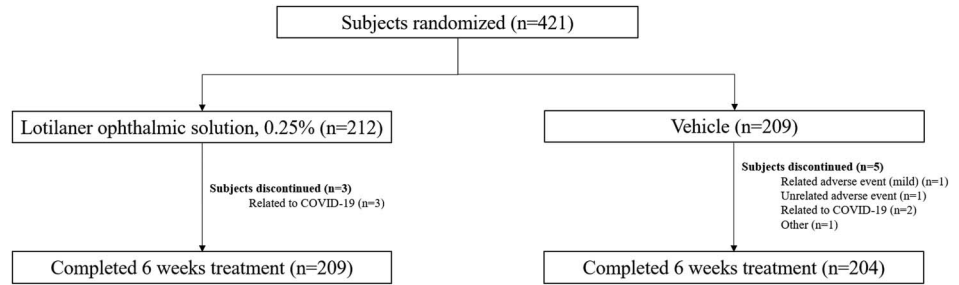 Subjects randomized (n=421)
Lotilaner ophthalmic solution, 0.25% (n=212)
Vehicle (n=209)
Subjects discontinued (n=3)
Related to COVID-19 (n=3)
Subjects discontinued (n=5)
Related adverse event (mild) (n=1)
Unrelated adverse event (n=1)
Related to COVID-19 (n=2)
Other (n=1)
Completed 6 weeks treatment (n=209)
Completed 6 weeks treatment (n=204)